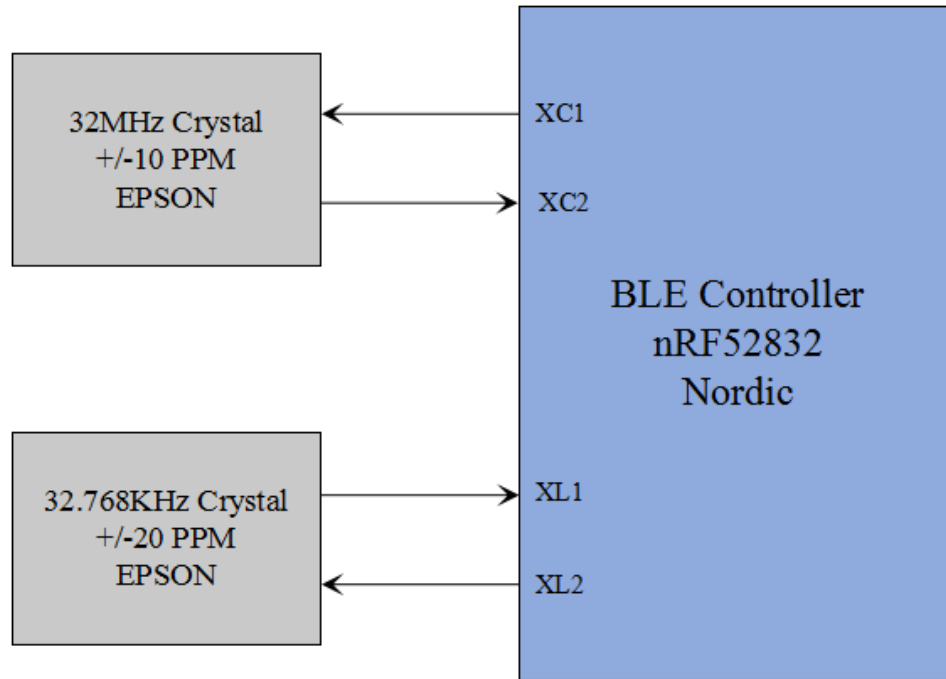 32MHz Crystal
+/-10 PPM
EPSON
XC1
XC2
BLE Controller
nRF52832
Nordic
32.768KHz Crystal
+/-20 PPM
EPSON
XL1
XL2